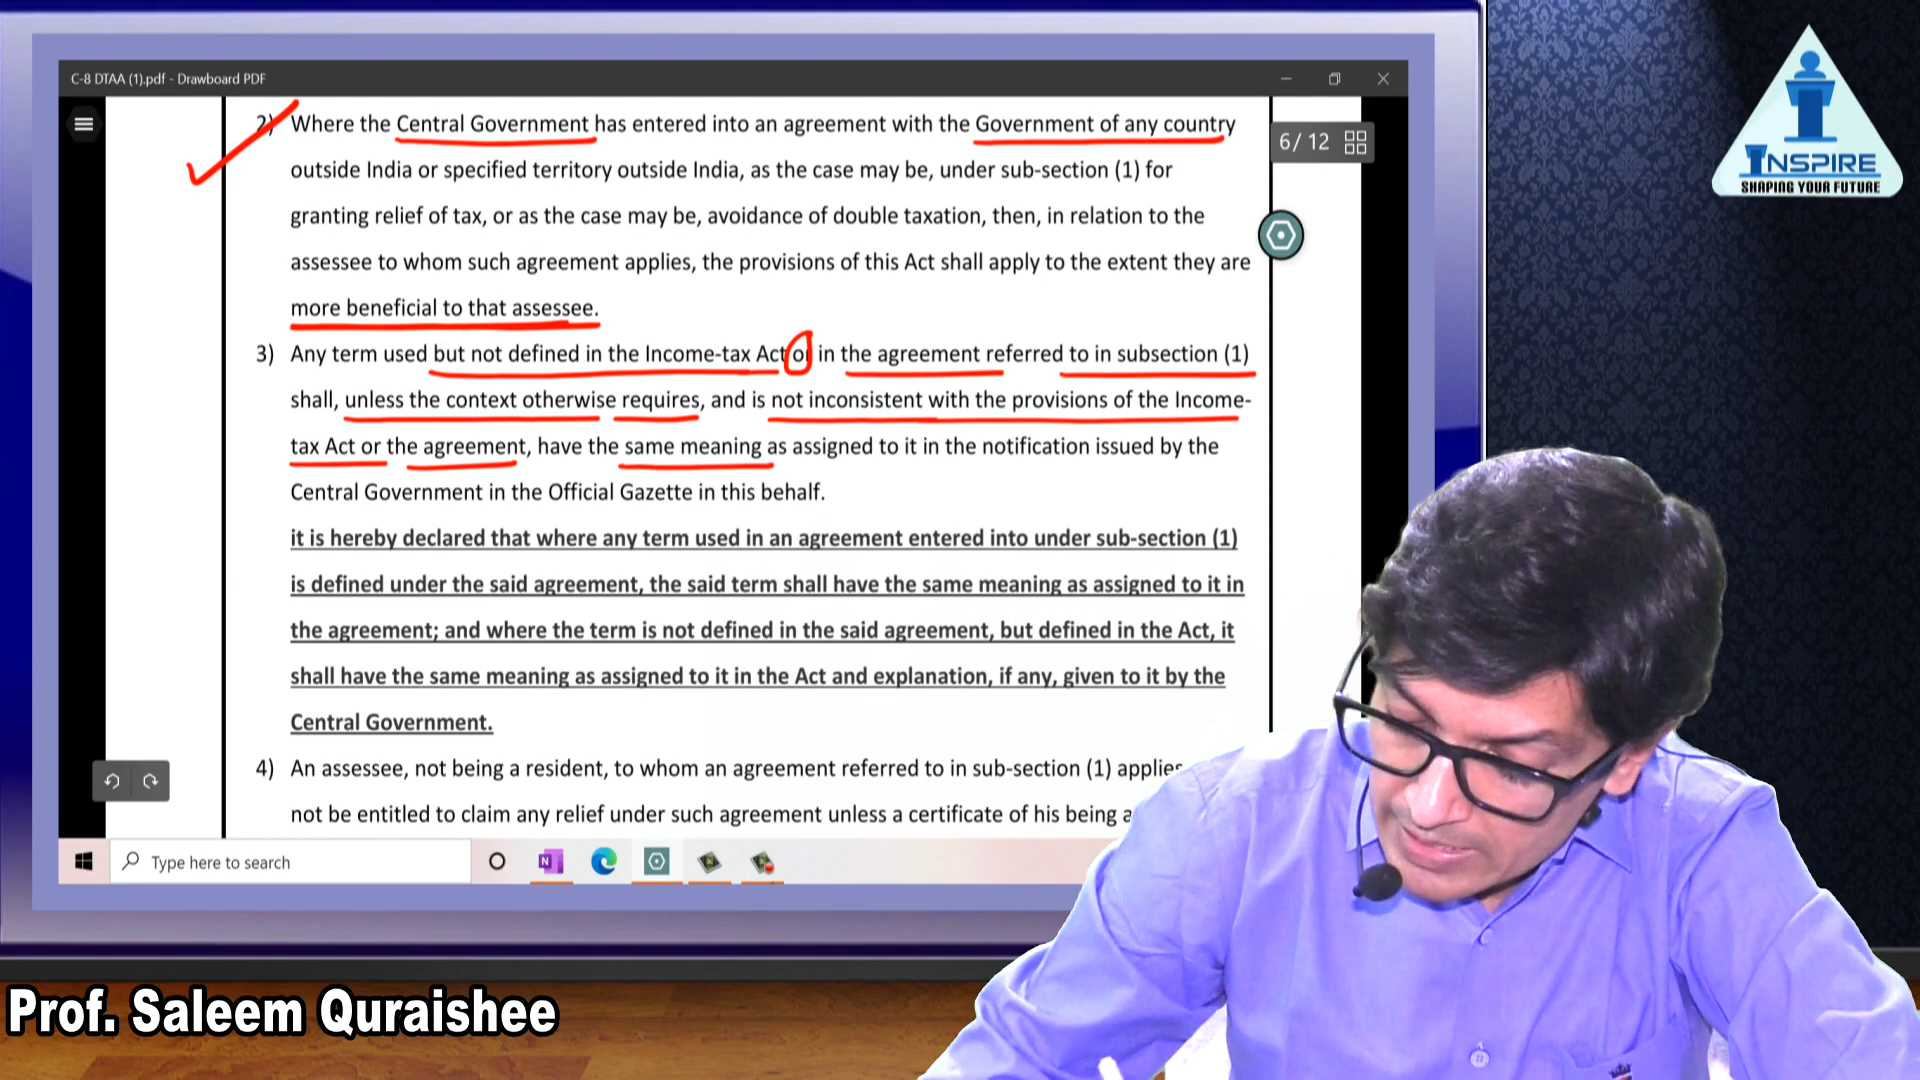 C-8 DTAA (1).pdf - Drawboard PDF
2) Where the Central Government has entered into an agreement with the Government of any country
6/ 12
outside India or specified territory outside India, as the case may be, under sub-section (1) for
granting relief of tax, or as the case may be, avoidance of double taxation, then, in relation to the
assessee to whom such agreement applies, the provisions of this Act shall apply to the extent they are
more beneficial to that assessee.
3) Any term used but not defined in the Income-tax Act or in the agreement referred to in subsection (1)
shall, unless the context otherwise requires, and is not inconsistent with the provisions of the Income-
tax Act or the agreement, have the same meaning as assigned to it in the notification issued by the
Central Government in the Official Gazette in this behalf.
it is hereby declared that where any term used in an agreement entered into under sub-section (1)
is defined under the said agreement, the said term shall have the same meaning as assigned to it in
the agreement; and where the term is not defined in the said agreement, but defined in the Act, it
shall have the same meaning as assigned to it in the Act and explanation, if any, given to it by the
Central Government.
4) An assessee, not being a resident, to whom an agreement referred to in sub-section (1) applies
not be entitled to claim any relief under such agreement unless a certificate of his being a
Type here to search
N
INSPIRE
SHAPING YOUR FUTURE
Prof. Saleem Quraishee